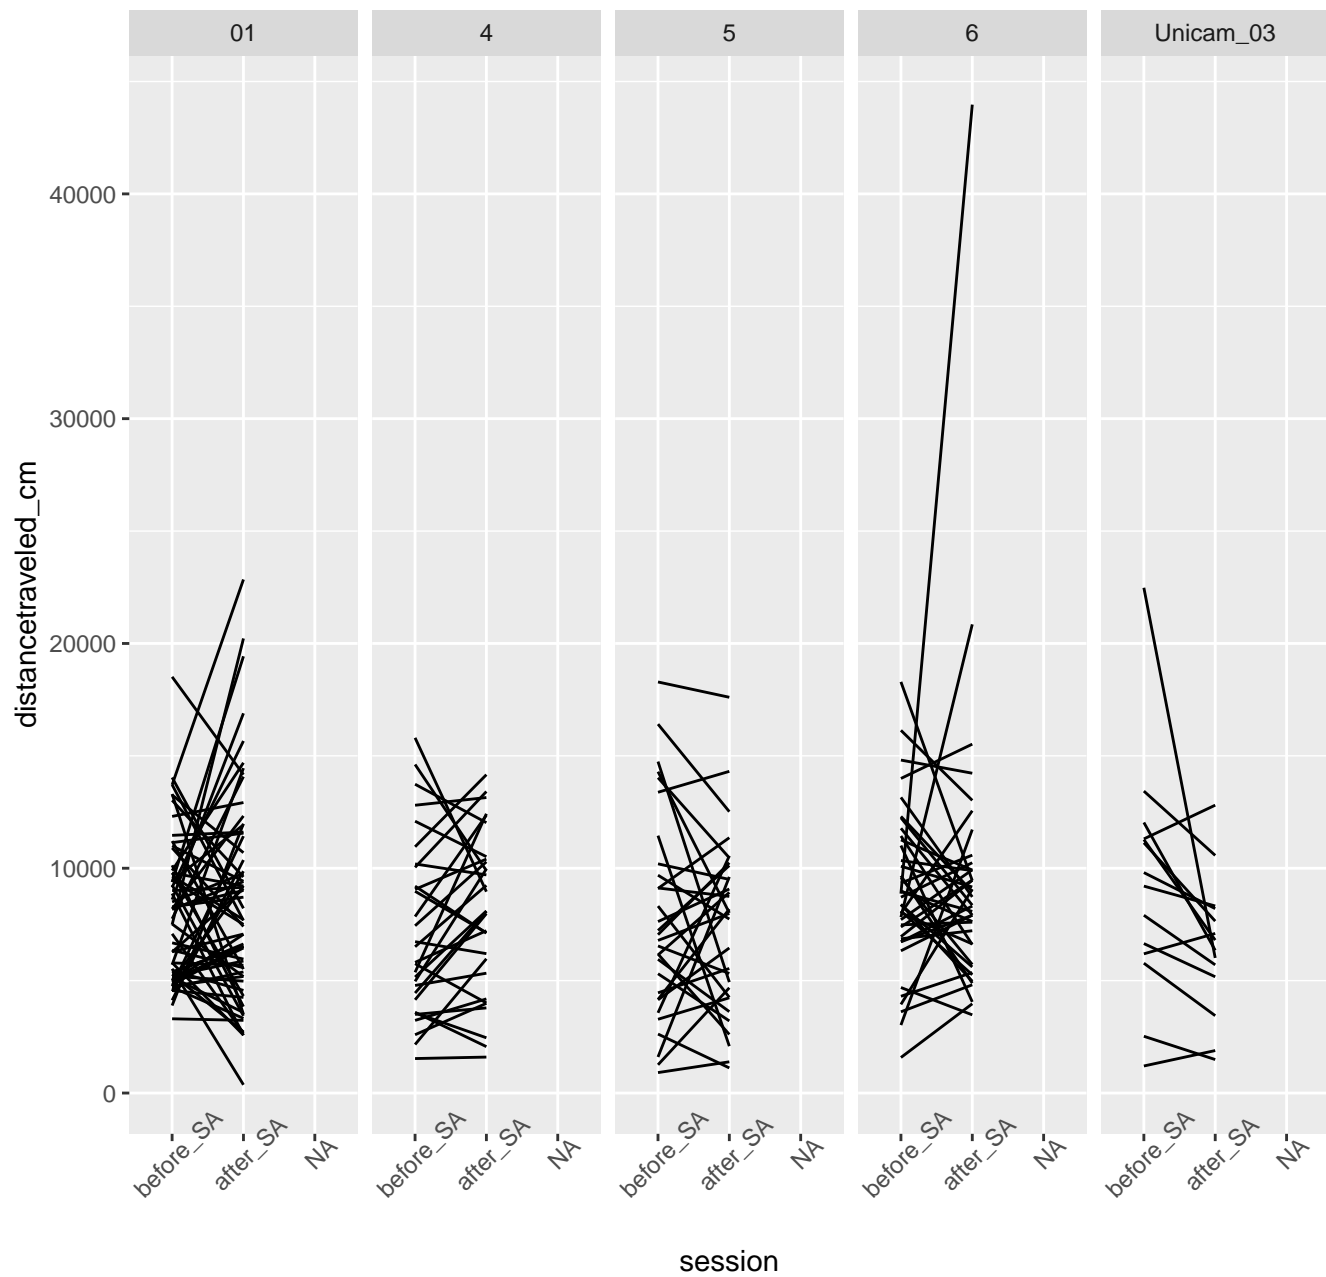 01 4 5 6 Unicam_03
distancetraveled_cm
40000
30000
20000
10000
0
before_SA after_SA NA before_SA after_SA NA before_SA after_SA NA before_SA after_SA NA before_SA after_SA NA
session